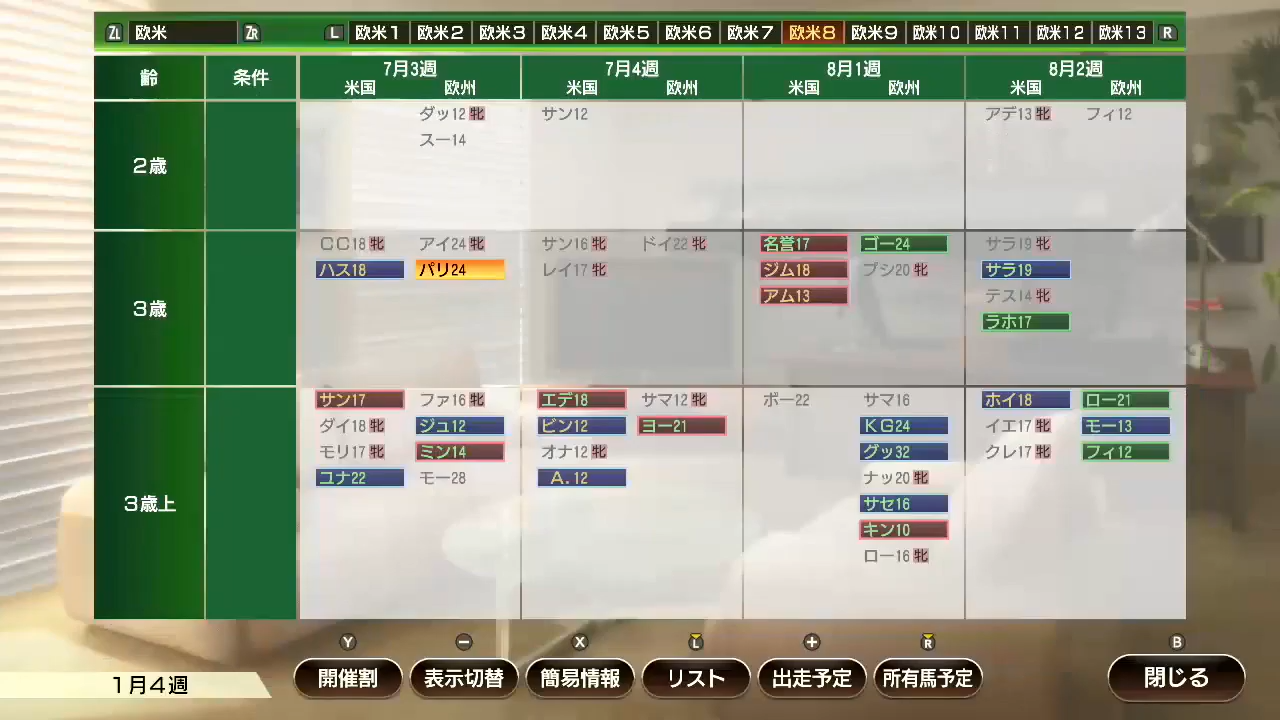 ZL 欧米 ZR L 欧米1 欧米2 欧米3 欧米4 欧米5 欧米6 欧米7 欧米8 欧米9 欧米10 欧米11 欧米12 欧米13 R
齢 条件 7月3週 7月4週 8月1週 8月2週
米国 欧州 米国 欧州 米国 欧州 米国 欧州
2歳
ダッ12 牝 サン12 アデ13 牝 フィ12
スー14
3歳
CC18 牝 アイ24 牝 サン16 牝 ドイ22 牝 名誉17 ゴー24 サラ19 牝
ハス18 パリ24 レイ17 牝 ジム18 プシ20 牝 サラ19
アム13 テス14 牝
ラホ17
3歳上
サン17 ファ16 牝 エデ18 サマ12 牝 ボー22 サマ16 ホイ18 ロー21
ダイ18 牝 ジュ12 ビン12 ヨー21 KG24 イエ17 牝 モー13
モリ17 牝 ミン14 オナ12 牝 グッ32 クレ17 牝 フィ12
ユナ22 モー28 A.12 ナッ20 牝
サセ16
キン10
ロー16 牝
Y − X L + R B
開催割 表示切替 簡易情報 リスト 出走予定 所有馬予定 閉じる
1月4週